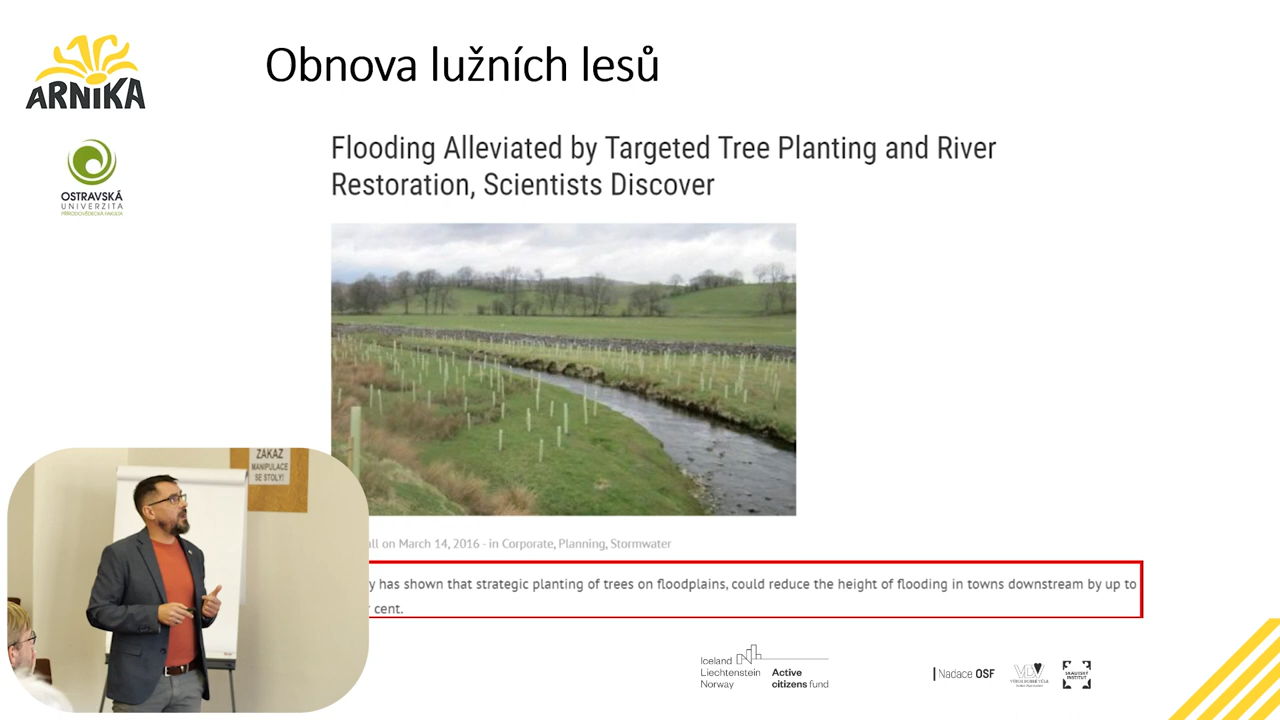 Obnova lužních lesů
ARNIKA
OSTRAVSKÁ
UNIVERZITA
PŘÍRODOVĚDECKÁ FAKULTA
Flooding Alleviated by Targeted Tree Planting and River
Restoration, Scientists Discover
on March 14, 2016 - in Corporate, Planning, Stormwater
has shown that strategic planting of trees on floodplains, could reduce the height of flooding in towns downstream by up to
cent.
ZÁKAZ
MANIPULACE
SE STOLY!
Iceland
Liechtenstein
Norway
Active
citizens fund
Nadace OSF
SKAUTSKÝ
INSTITUT